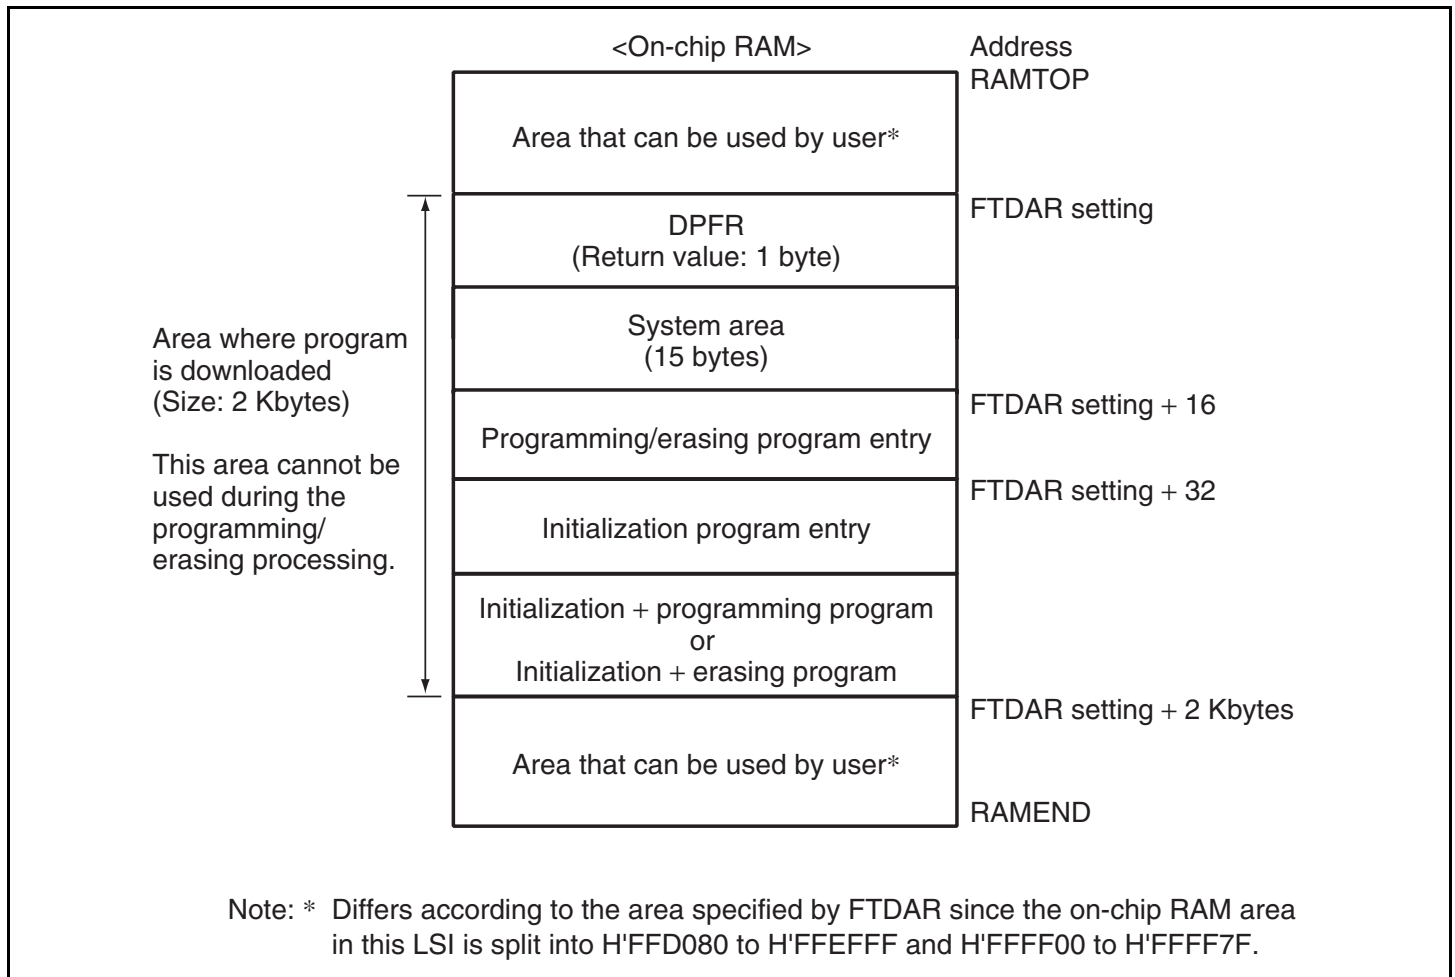 <On-chip RAM>
Address
RAMTOP
Area that can be used by user*
FTDAR setting
DPFR
(Return value: 1 byte)
System area
(15 bytes)
Area where program
is downloaded
(Size: 2 Kbytes)
This area cannot be
used during the
programming/
erasing processing.
FTDAR setting + 16
Programming/erasing program entry
FTDAR setting + 32
Initialization program entry
Initialization + programming program
or
Initialization + erasing program
FTDAR setting + 2 Kbytes
Area that can be used by user*
RAMEND
Note: * Differs according to the area specified by FTDAR since the on-chip RAM area
in this LSI is split into H'FFD080 to H'FFEFFF and H'FFFF00 to H'FFFF7F.